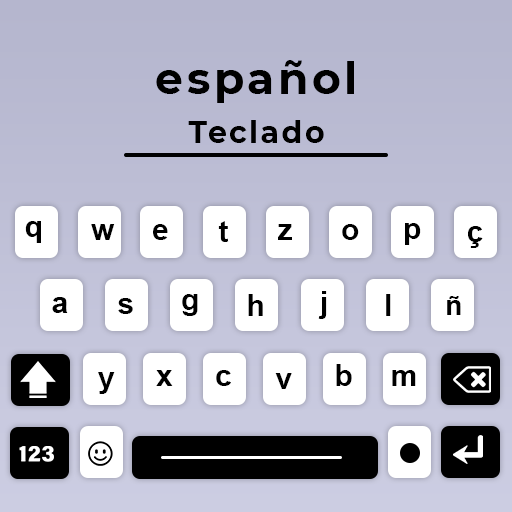 español
Teclado
q w e t z o p ç
a s g h j l ñ
y x c v b m
123